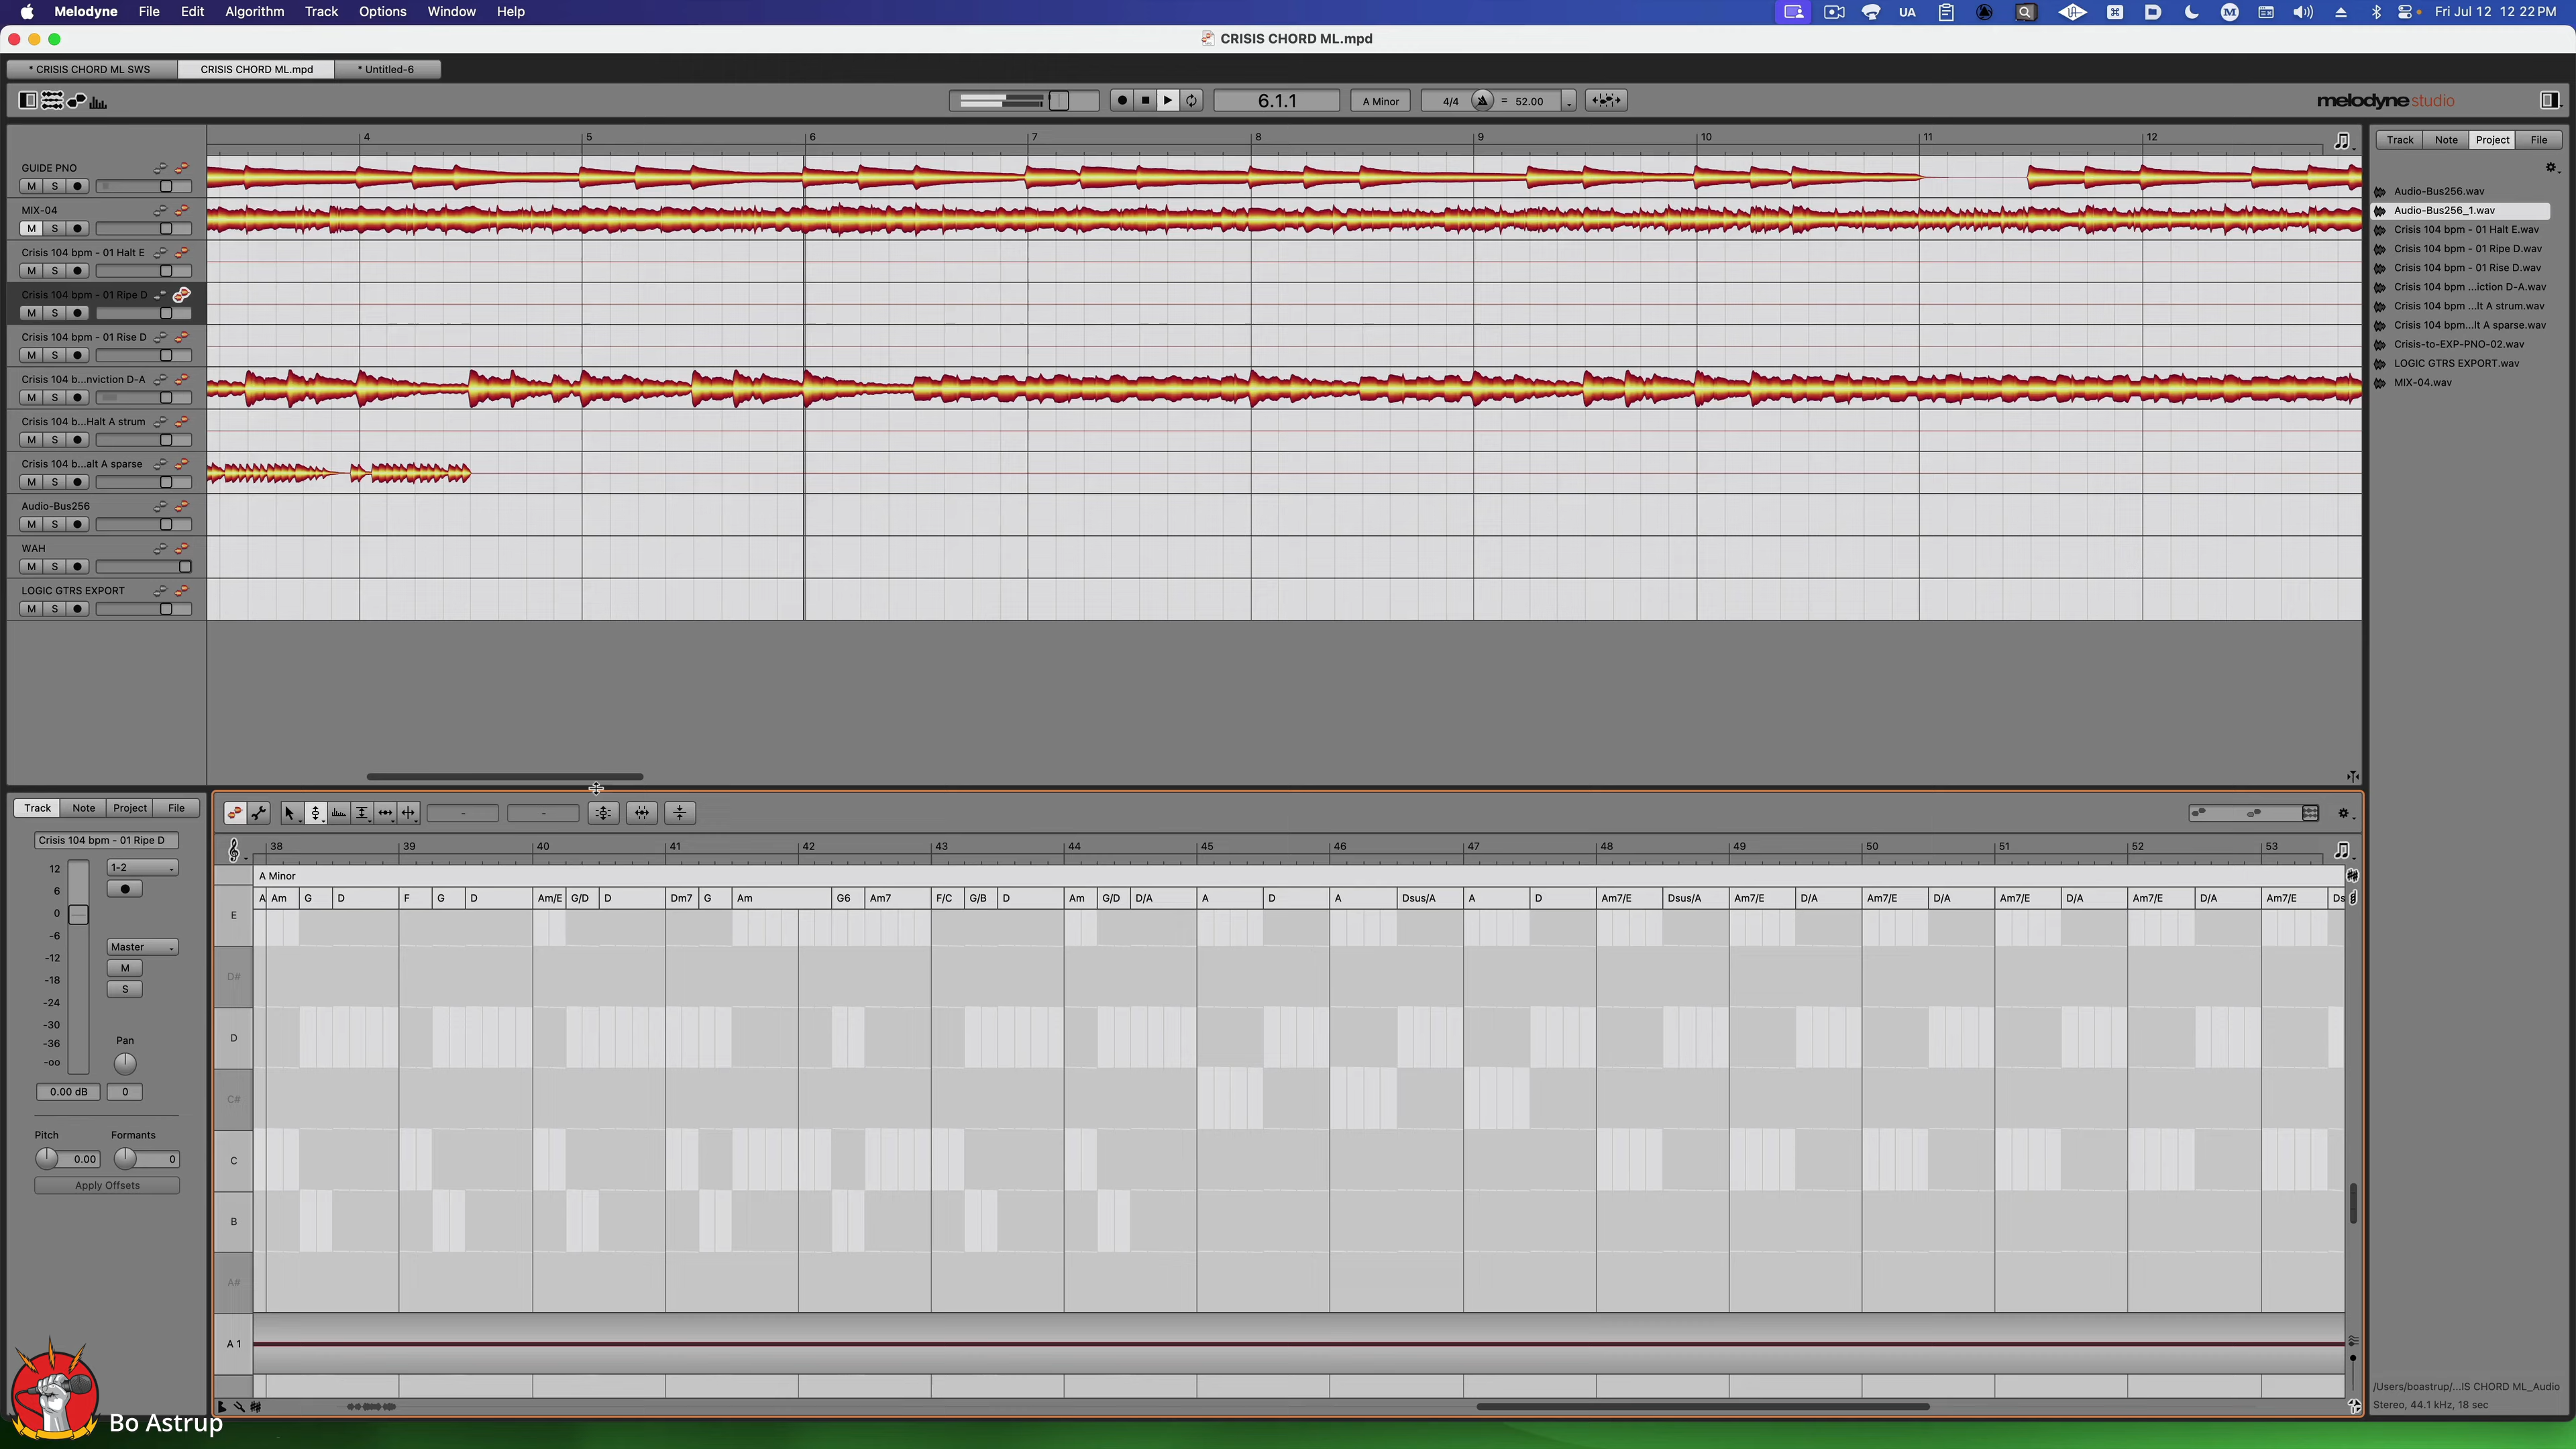 Melodyne File Edit Algorithm Track Options Window Help UA Fri Jul 12 12 22 PM
CRISIS CHORD ML.mpd
* CRISIS CHORD ML SWS CRISIS CHORD ML.mpd * Untitled-6
6.1.1 A Minor 4/4 = 52.00 melodyne studio
4 5 6 7 8 9 10 11 12
Track Note Project File
GUIDE PNO
M S
MIX-04
M S
Crisis 104 bpm - 01 Halt E
M S
Crisis 104 bpm - 01 Ripe D
M S
Crisis 104 bpm - 01 Rise D
M S
Crisis 104 b...nviction D-A
M S
Crisis 104 b...Halt A strum
M S
Crisis 104 b...alt A sparse
M S
Audio-Bus256
M S
WAH
M S
LOGIC GTRS EXPORT
M S
Audio-Bus256.wav
Audio-Bus256_1.wav
Crisis 104 bpm - 01 Halt E.wav
Crisis 104 bpm - 01 Ripe D.wav
Crisis 104 bpm - 01 Rise D.wav
Crisis 104 bpm ...iction D-A.wav
Crisis 104 bpm ...lt A strum.wav
Crisis 104 bpm...lt A sparse.wav
Crisis-to-EXP-PNO-02.wav
LOGIC GTRS EXPORT.wav
MIX-04.wav
Track Note Project File
Crisis 104 bpm - 01 Ripe D
12 1-2
6
0
-6
Master
-12
M
-18
S
-24
-30
-36
Pan
-oo
0.00 dB 0
Pitch Formants
0.00 0
Apply Offsets
- -
38 39 40 41 42 43 44 45 46 47 48 49 50 51 52 53
A Minor
A Am G D F G D Am/E G/D D Dm7 G Am G6 Am7 F/C G/B D Am G/D D/A A D A Dsus/A A D Am7/E Dsus/A Am7/E D/A Am7/E D/A Am7/E D/A Am7/E D/A Am7/E Ds
E
D#
D
C#
C
B
A#
A 1
/Users/boastrup/...IS CHORD ML_Audio
Stereo, 44.1 kHz, 18 sec
Bo Astrup